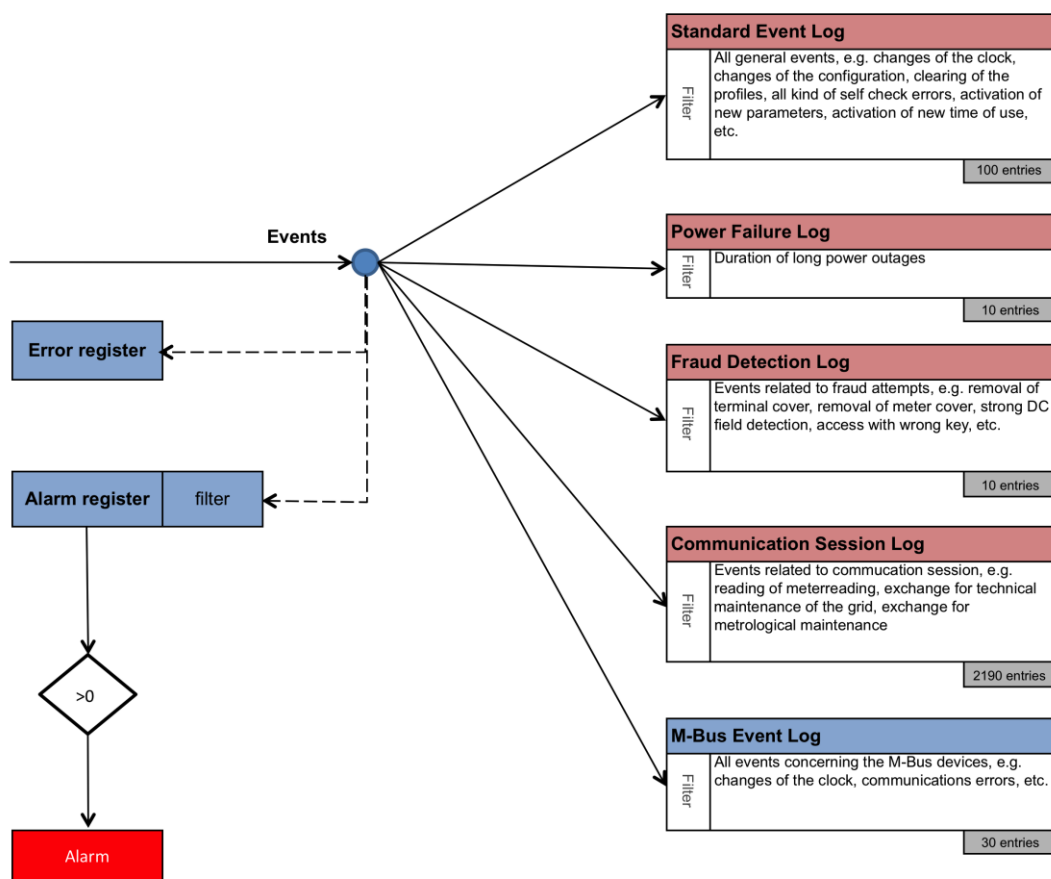 Standard Event Log
Filter
All general events, e.g. changes of the clock,
changes of the configuration, clearing of the
profiles, all kind of self check errors, activation of
new parameters, activation of new time of use,
etc.
100 entries
Events
Power Failure Log
Filter
Duration of long power outages
10 entries
Error register
Fraud Detection Log
Filter
Events related to fraud attempts, e.g. removal of
terminal cover, removal of meter cover, strong DC
field detection, access with wrong key, etc.
10 entries
Alarm register
filter
Communication Session Log
Filter
Events related to commucation session, e.g.
reading of meterreading, exchange for technical
maintenance of the grid, exchange for
metrological maintenance
2190 entries
>0
M-Bus Event Log
Filter
All events concerning the M-Bus devices, e.g.
changes of the clock, communications errors, etc.
30 entries
Alarm